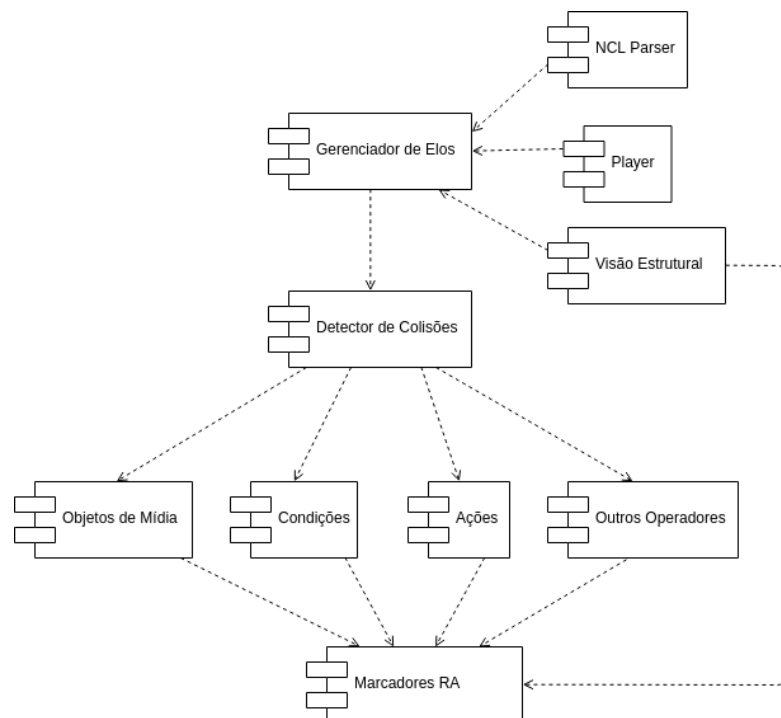 NCL Parser
Gerenciador de Elos
Player
Visão Estrutural
Detector de Colisões
Objetos de Mídia
Condições
Ações
Outros Operadores
Marcadores RA